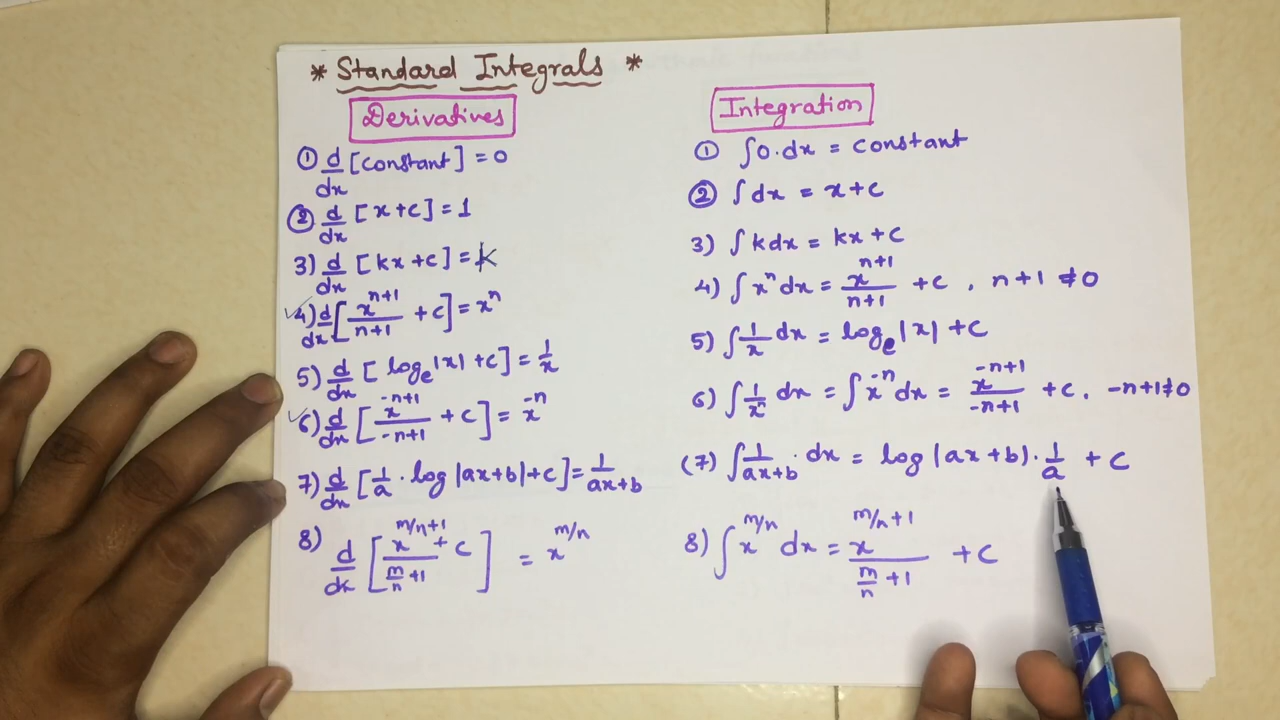 * Standard Integrals *
Derivatives
① d/dx [constant] = 0
② d/dx [x+c] = 1
3) d/dx [kx+c] = k
4) d/dx [x^(n+1)/(n+1) + c] = x^n
5) d/dx [log_e|x| + c] = 1/x
6) d/dx [x^(-n+1)/(-n+1) + c] = x^(-n)
7) d/dx [1/a · log|ax+b| + c] = 1/(ax+b)
8) d/dx [x^(m/n+1)/(m/n+1) + c] = x^(m/n)
Integration
① ∫0·dx = constant
② ∫dx = x+c
3) ∫kdx = kx+c
4) ∫x^n dx = x^(n+1)/(n+1) + c, n+1 ≠ 0
5) ∫1/x dx = log_e|x| + c
6) ∫1/x^n dx = ∫x^(-n) dx = x^(-n+1)/(-n+1) + c, -n+1≠0
(7) ∫1/(ax+b) · dx = log|ax+b)· 1/a + c
8) ∫x^(m/n) dx = x^(m/n+1)/(m/n+1) + c